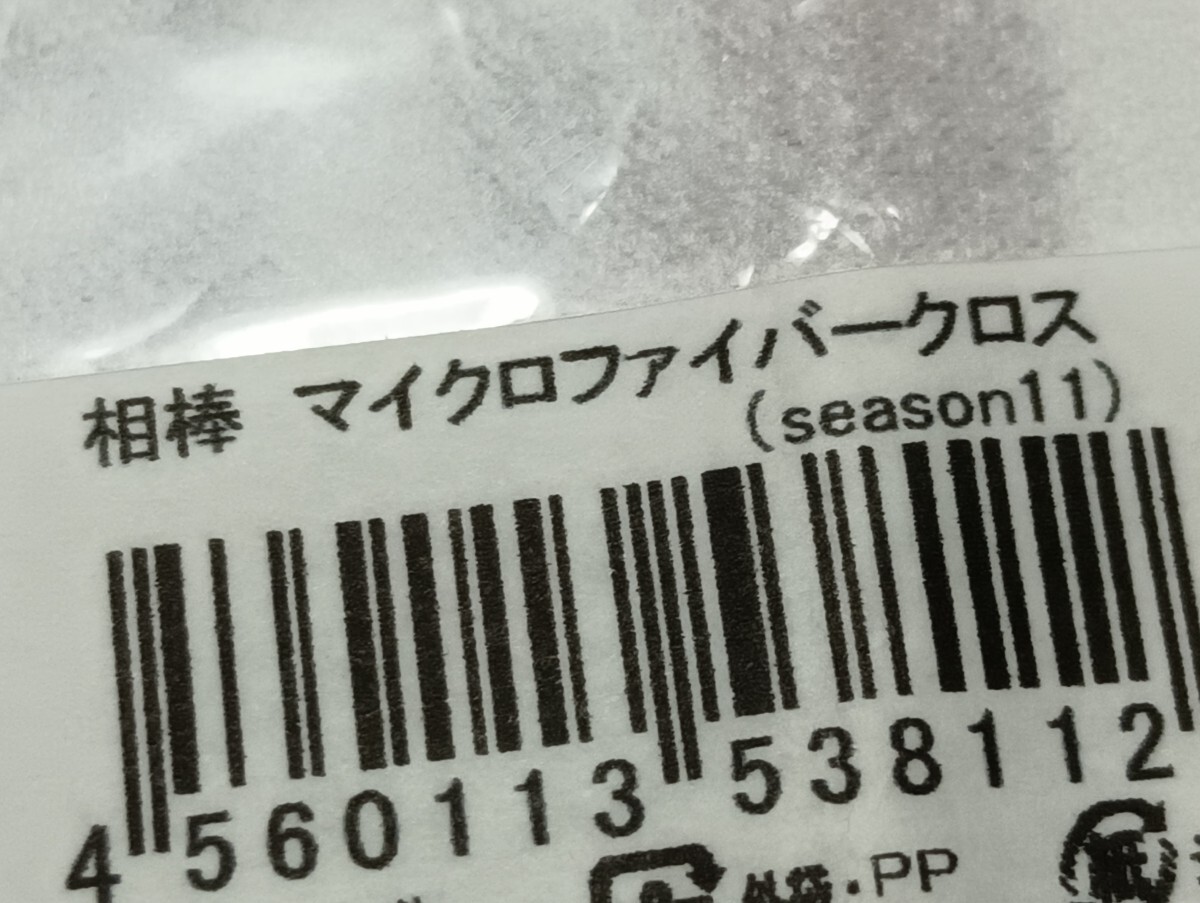 相棒 マイクロファイバークロス
(season11)
4 560113 538112
外袋・PP
紙